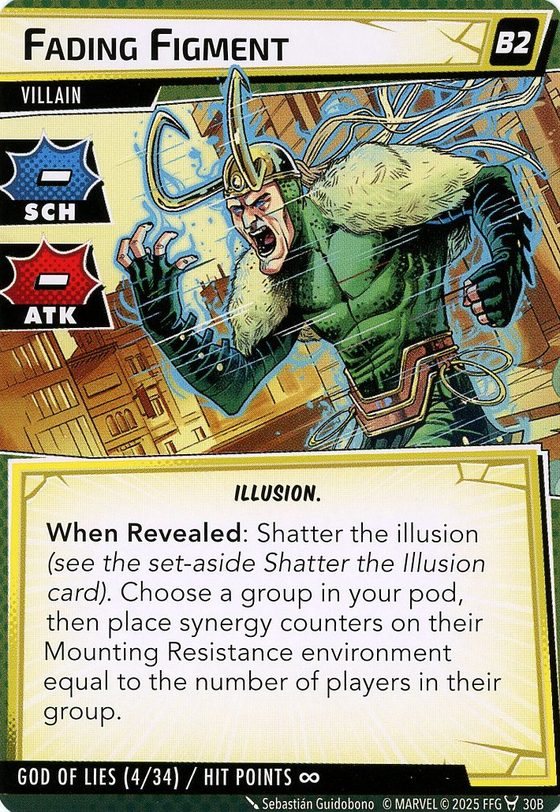 FADING FIGMENT
B2
VILLAIN
-
SCH
-
ATK
ILLUSION.
When Revealed: Shatter the illusion
(see the set-aside Shatter the Illusion
card). Choose a group in your pod,
then place synergy counters on their
Mounting Resistance environment
equal to the number of players in their
group.
GOD OF LIES (4/34) / HIT POINTS ∞
Sebastián Guidobono © MARVEL © 2025 FFG 30B